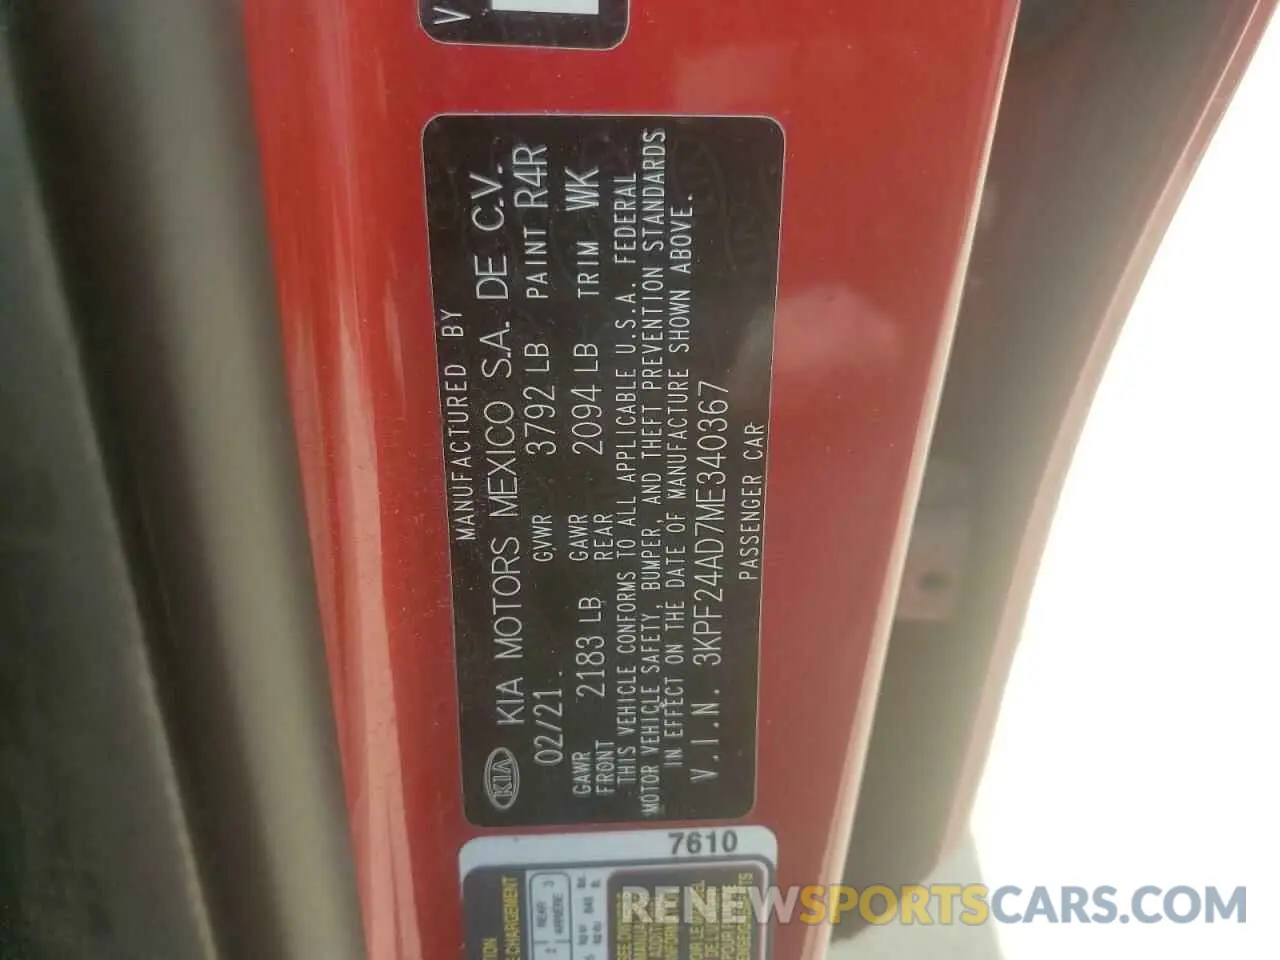 V
MANUFACTURED BY
KIA KIA MOTORS MEXICO S.A. DE C.V.
02/21 GVWR 3792 LB PAINT R4R
GAWR FRONT 2183 LB GAWR REAR 2094 LB TRIM WK
THIS VEHICLE CONFORMS TO ALL APPLICABLE U.S.A. FEDERAL
MOTOR VEHICLE SAFETY, BUMPER, AND THEFT PREVENTION STANDARDS
IN EFFECT ON THE DATE OF MANUFACTURE SHOWN ABOVE.
V.I.N. 3KPF24AD7ME340367
PASSENGER CAR
7610
REAR 3
RENEWSPORTSCARS.COM